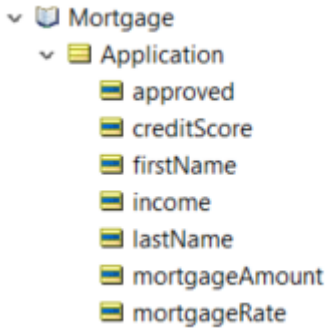 Mortgage
Application
approved
creditScore
firstName
income
lastName
mortgageAmount
mortgageRate